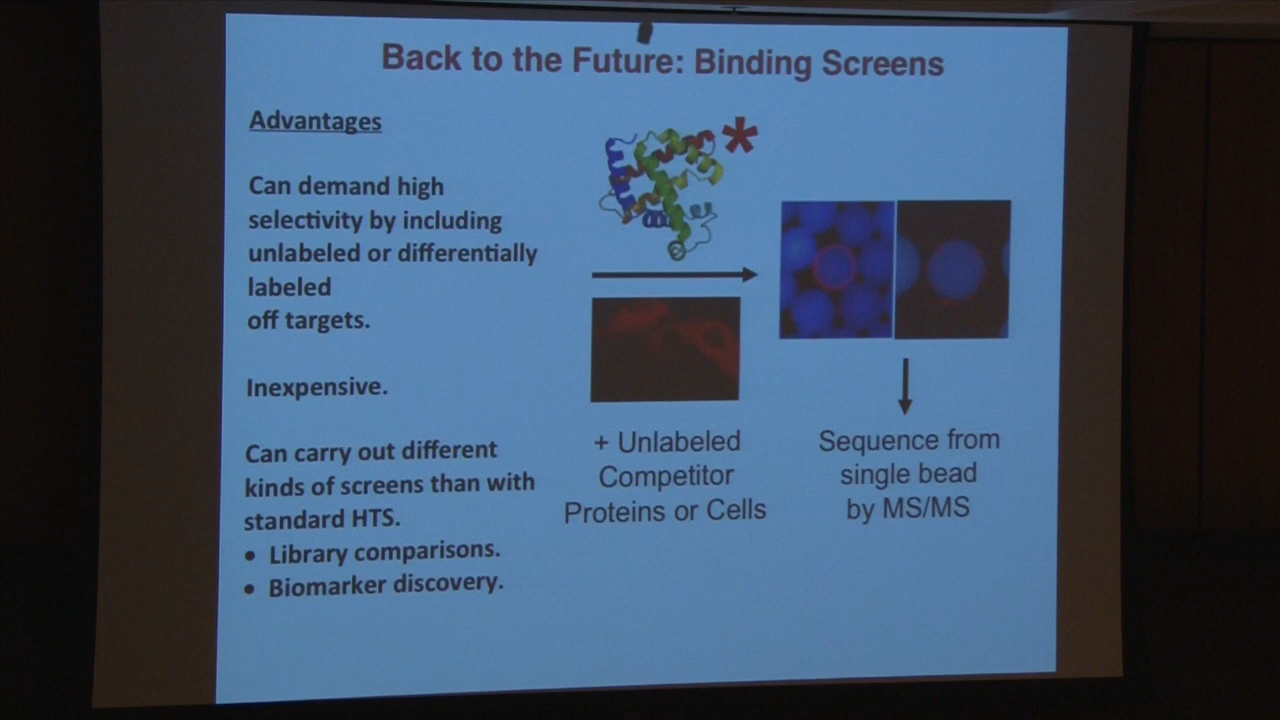 Back to the Future: Binding Screens
Advantages
Can demand high
selectivity by including
unlabeled or differentially
labeled
off targets.
Inexpensive.
Can carry out different
kinds of screens than with
standard HTS.
• Library comparisons.
• Biomarker discovery.
*
+ Unlabeled
Competitor
Proteins or Cells
Sequence from
single bead
by MS/MS